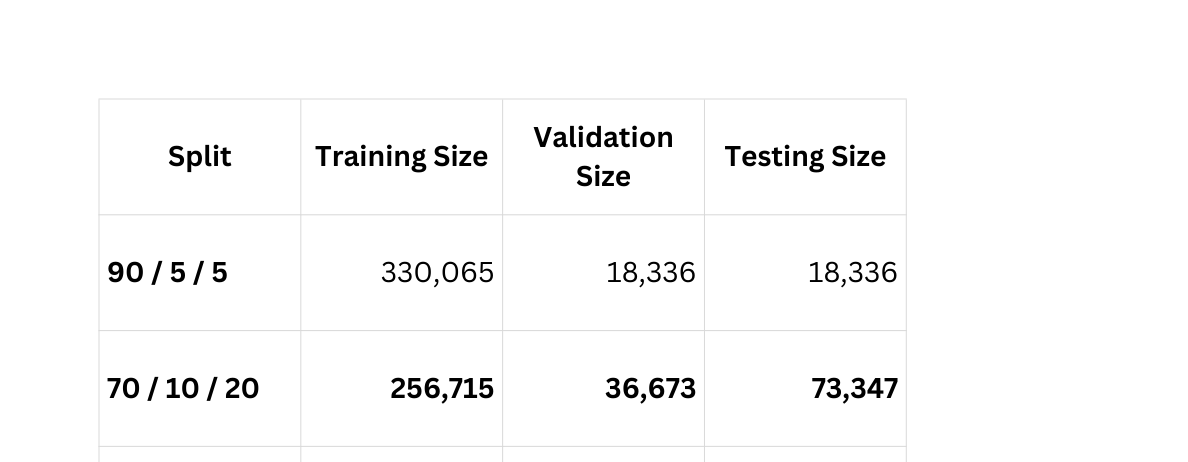 Split Training Size Validation Size Testing Size
90 / 5 / 5 330,065 18,336 18,336
70 / 10 / 20 256,715 36,673 73,347